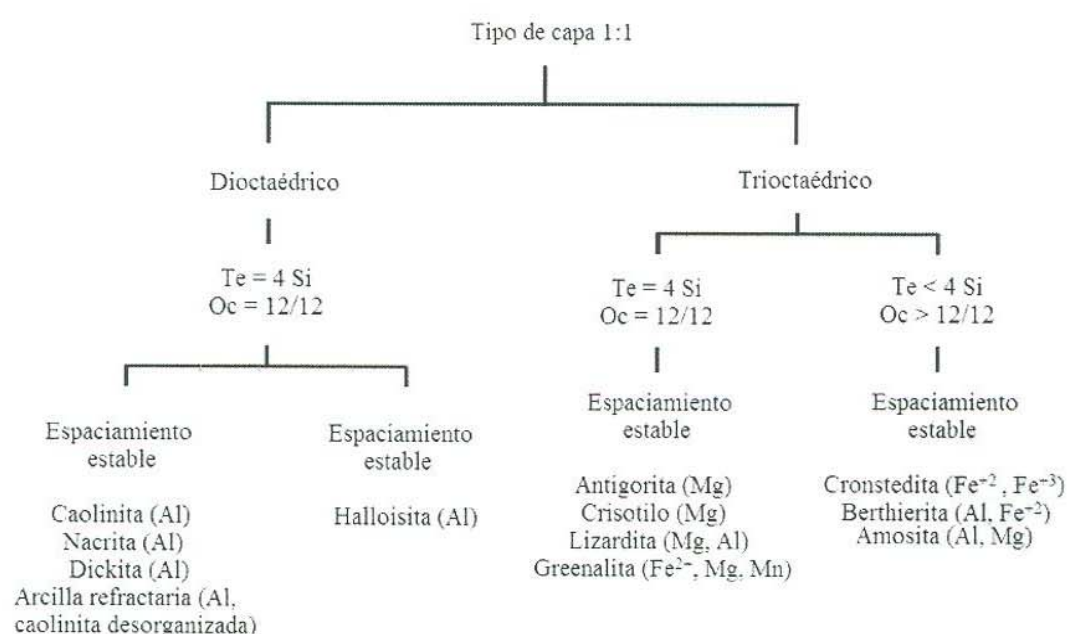 Tipo de capa 1:1
Dioctaédrico
Trioctaédrico
Te = 4 Si
Oc = 12/12
Te = 4 Si
Oc = 12/12
Te < 4 Si
Oc > 12/12
Espaciamiento
estable
Caolinita (Al)
Nacrita (Al)
Dickita (Al)
Arcilla refractaria (Al,
caolinita desorganizada)
Espaciamiento
estable
Halloisita (Al)
Espaciamiento
estable
Antigorita (Mg)
Crisotilo (Mg)
Lizardita (Mg, Al)
Greenalita (Fe²⁺, Mg, Mn)
Espaciamiento
estable
Cronstedita (Fe⁺², Fe⁺³)
Berthierita (Al, Fe⁺²)
Amosita (Al, Mg)